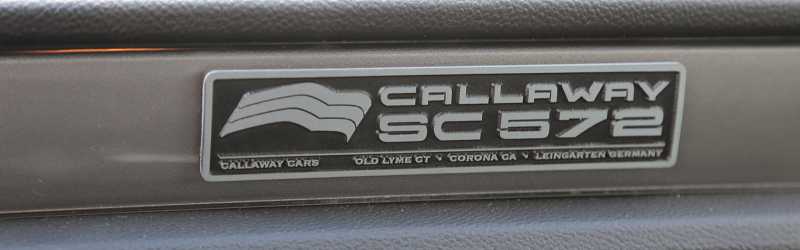 CALLAWAY
SC 572
CALLAWAY CARS OLD LYME CT • CORONA CA • LEINGARTEN GERMANY